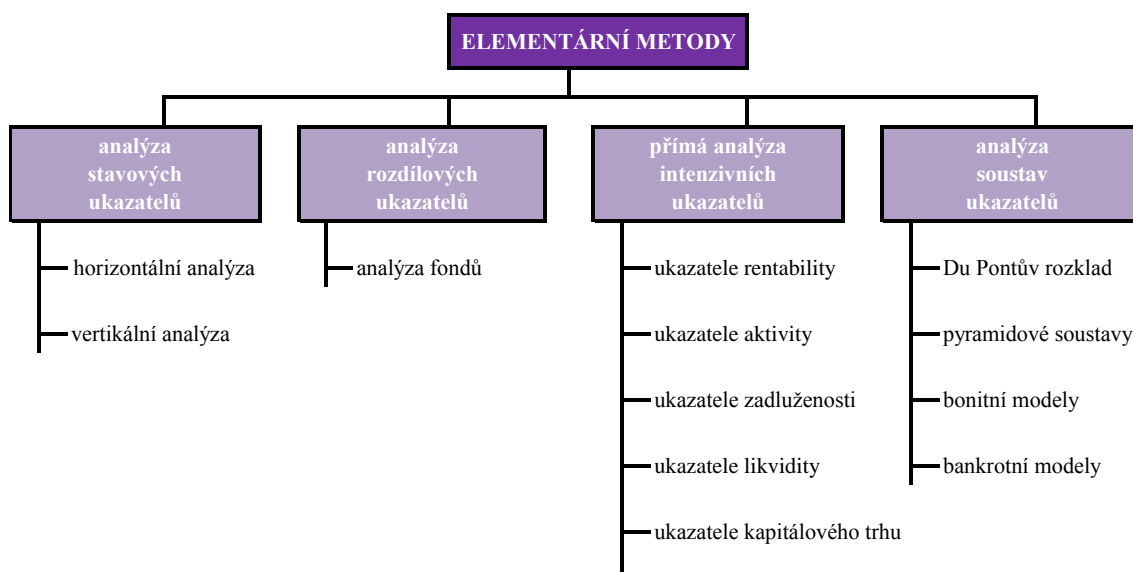 ELEMENTÁRNÍ METODY
analýza
stavových
ukazatelů
horizontální analýza
vertikální analýza
analýza
rozdílových
ukazatelů
analýza fondů
přímá analýza
intenzivních
ukazatelů
ukazatele rentability
ukazatele aktivity
ukazatele zadluženosti
ukazatele likvidity
ukazatele kapitálového trhu
analýza
soustav
ukazatelů
Du Pontův rozklad
pyramidové soustavy
bonitní modely
bankrotní modely